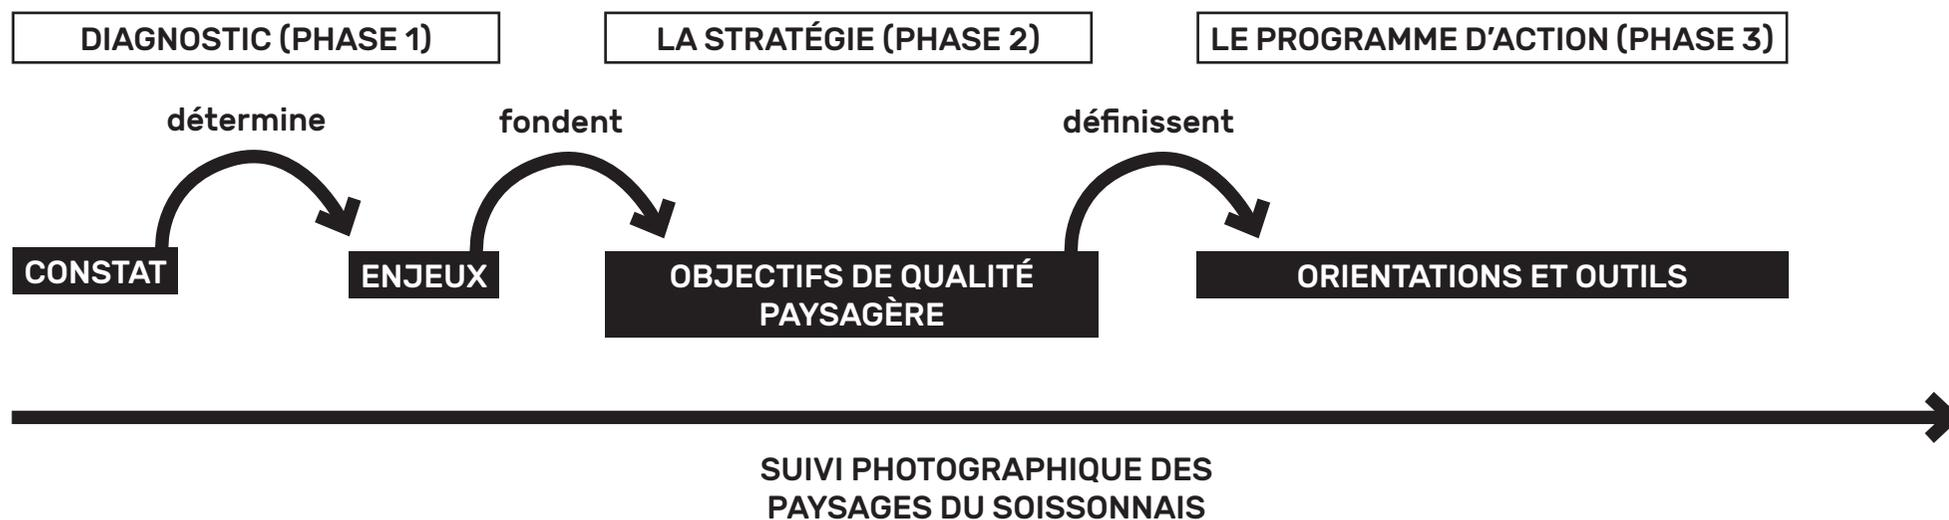 DIAGNOSTIC (PHASE 1)
LA STRATÉGIE (PHASE 2)
LE PROGRAMME D’ACTION (PHASE 3)
détermine
fondent
définissent
CONSTAT
ENJEUX
OBJECTIFS DE QUALITÉ
PAYSAGÈRE
ORIENTATIONS ET OUTILS
SUIVI PHOTOGRAPHIQUE DES
PAYSAGES DU SOISSONNAIS